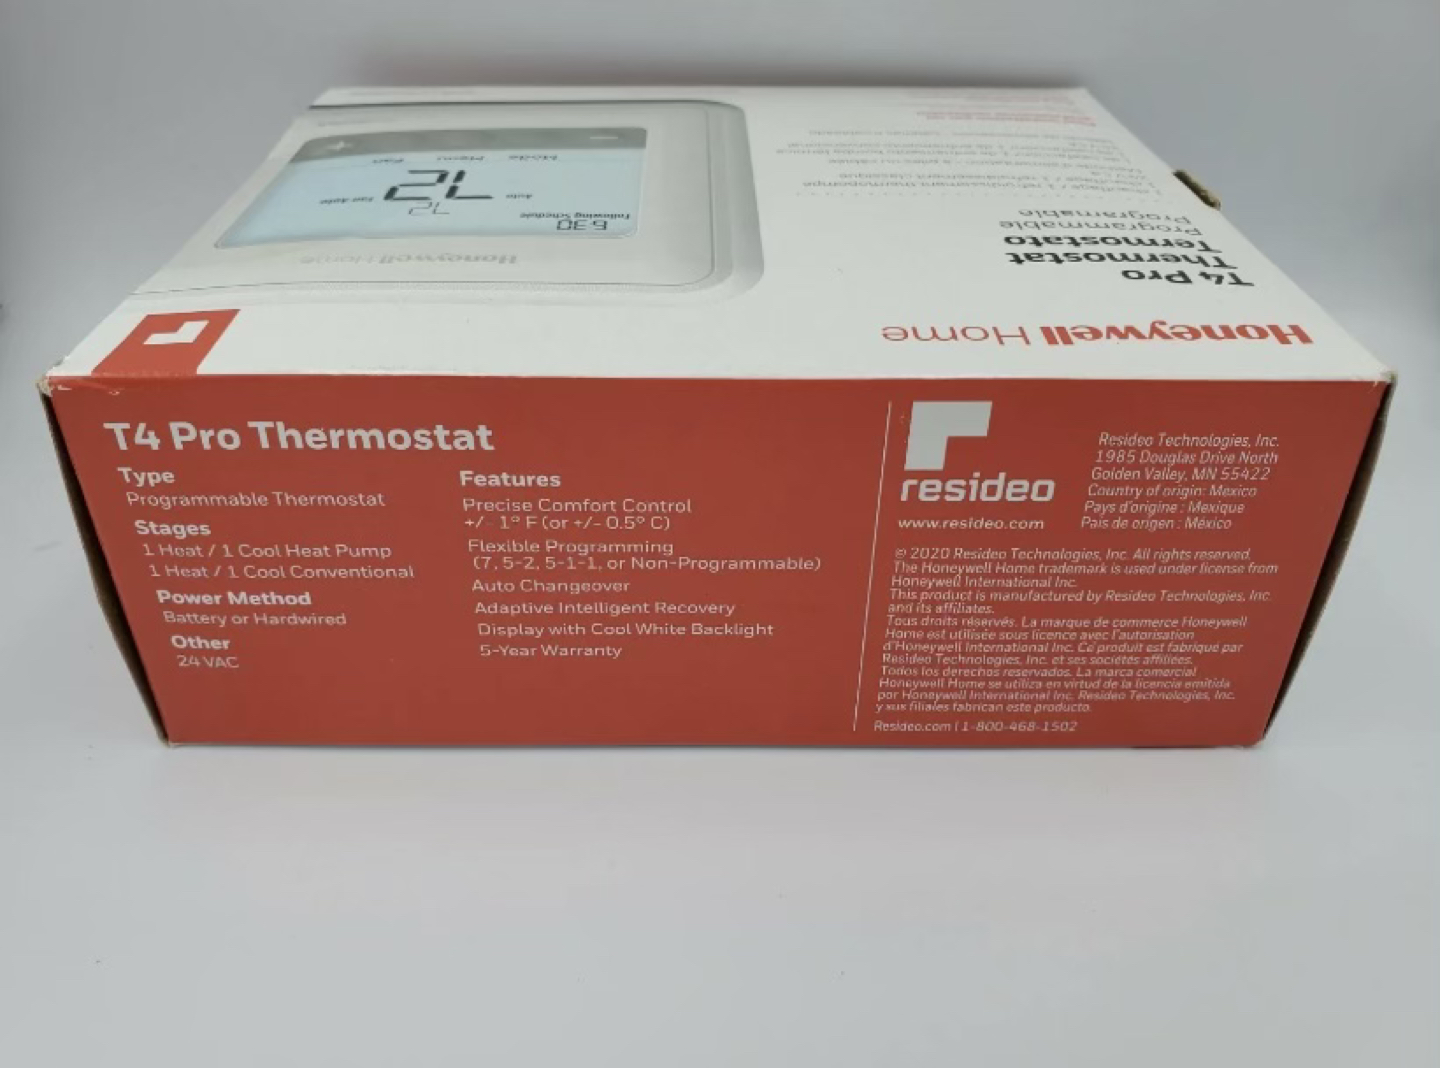 Honeywell Home
T4 Pro
Thermostat
Termostato
Programmable
Programable
Honeywell Home
6:30
Following Schedule
72
72
Auto
Fan Auto
Mode
Menu
Fan
+
T4 Pro Thermostat
Type
Programmable Thermostat
Stages
1 Heat / 1 Cool Heat Pump
1 Heat / 1 Cool Conventional
Power Method
Battery or Hardwired
Other
24 VAC
Features
Precise Comfort Control
+/- 1° F (or +/- 0.5° C)
Flexible Programming
(7, 5-2, 5-1-1, or Non-Programmable)
Auto Changeover
Adaptive Intelligent Recovery
Display with Cool White Backlight
5-Year Warranty
resideo
www.resideo.com
Resideo Technologies, Inc.
1985 Douglas Drive North
Golden Valley, MN 55422
Country of origin: Mexico
Pays d'origine : Mexique
País de origen : México
© 2020 Resideo Technologies, Inc. All rights reserved.
The Honeywell Home trademark is used under license from
Honeywell International Inc.
This product is manufactured by Resideo Technologies, Inc.
and its affiliates.
Tous droits réservés. La marque de commerce Honeywell
Home est utilisée sous licence avec l'autorisation
d'Honeywell International Inc. Ce produit est fabriqué par
Resideo Technologies, Inc. et ses sociétés affiliées.
Todos los derechos reservados. La marca comercial
Honeywell Home se utiliza en virtud de la licencia emitida
por Honeywell International Inc. Resideo Technologies, Inc.
y sus filiales fabrican este producto.
Resideo.com | 1-800-468-1502